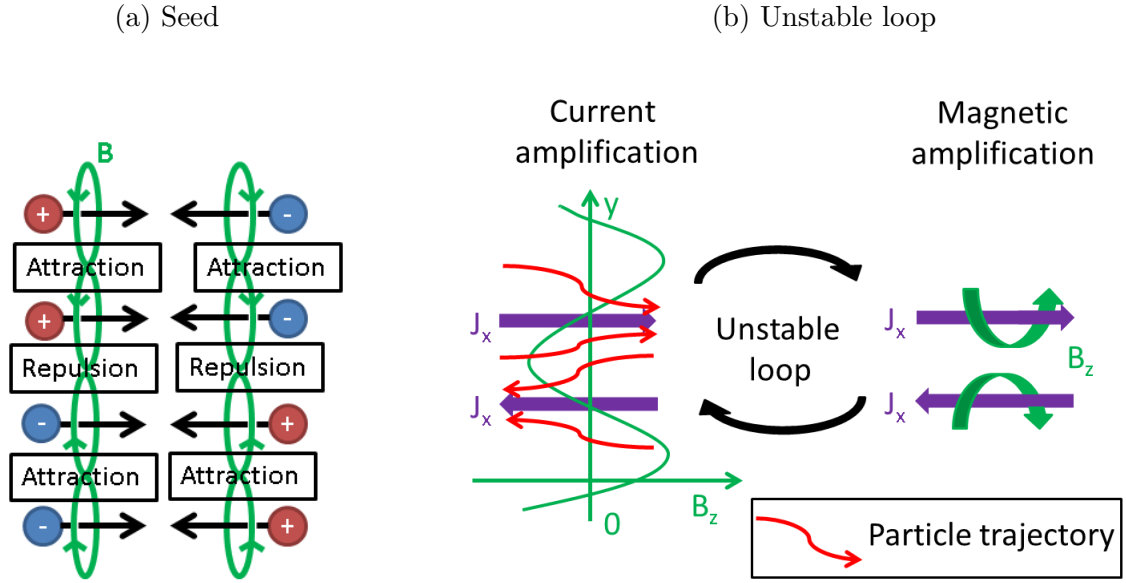 (a) Seed
B
+
-
Attraction
Attraction
+
-
Repulsion
Repulsion
-
+
Attraction
Attraction
-
+
(b) Unstable loop
Current
amplification
Magnetic
amplification
y
Jx
Jx
Unstable
loop
Jx
Bz
Jx
Bz
0
Particle trajectory